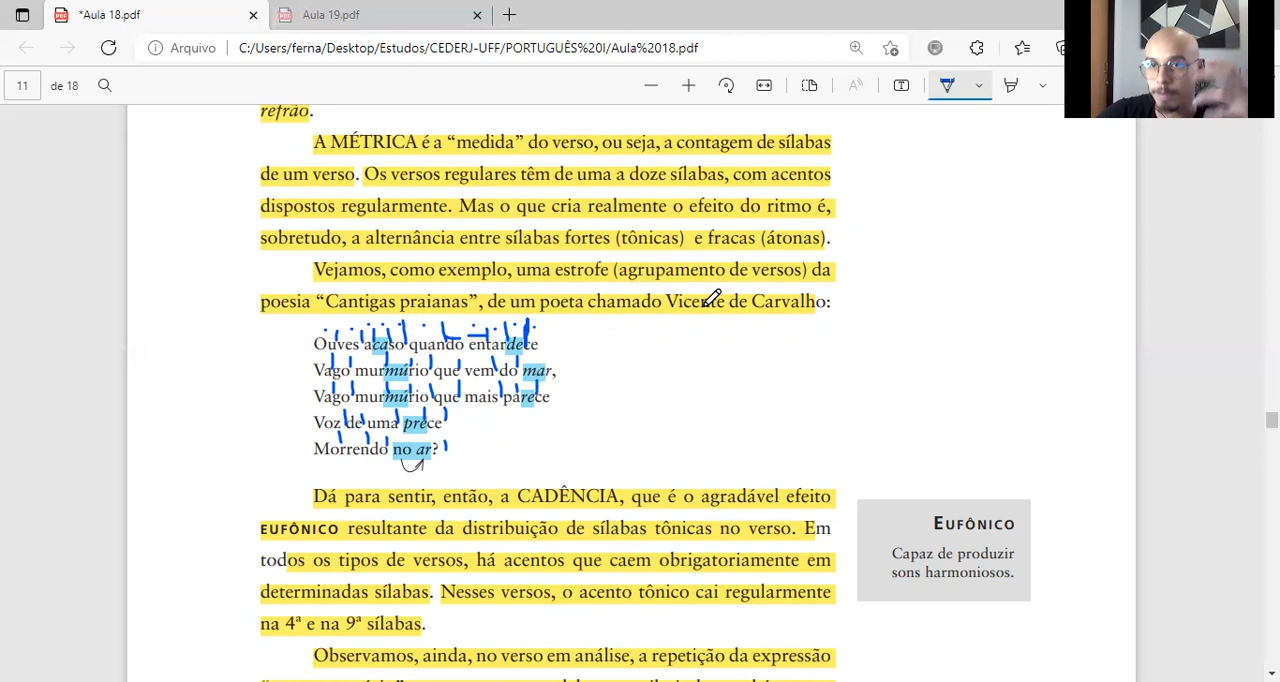 *Aula 18.pdf
Aula 19.pdf
Arquivo
C:/Users/ferna/Desktop/Estudos/CEDERJ-UFF/PORTUGUÊS%20I/Aula%2018.pdf
11 de 18
refrão.
A MÉTRICA é a “medida” do verso, ou seja, a contagem de sílabas
de um verso. Os versos regulares têm de uma a doze sílabas, com acentos
dispostos regularmente. Mas o que cria realmente o efeito do ritmo é,
sobretudo, a alternância entre sílabas fortes (tônicas) e fracas (átonas).
Vejamos, como exemplo, uma estrofe (agrupamento de versos) da
poesia “Cantigas praianas”, de um poeta chamado Vicente de Carvalho:
Ouves acaso quando entardece
Vago murmúrio que vem do mar,
Vago murmúrio que mais parece
Voz de uma prece
Morrendo no ar?
Dá para sentir, então, a CADÊNCIA, que é o agradável efeito
EUFÔNICO resultante da distribuição de sílabas tônicas no verso. Em
todos os tipos de versos, há acentos que caem obrigatoriamente em
determinadas sílabas. Nesses versos, o acento tônico cai regularmente
na 4ª e na 9ª sílabas.
Observamos, ainda, no verso em análise, a repetição da expressão
EUFÔNICO
Capaz de produzir
sons harmoniosos.